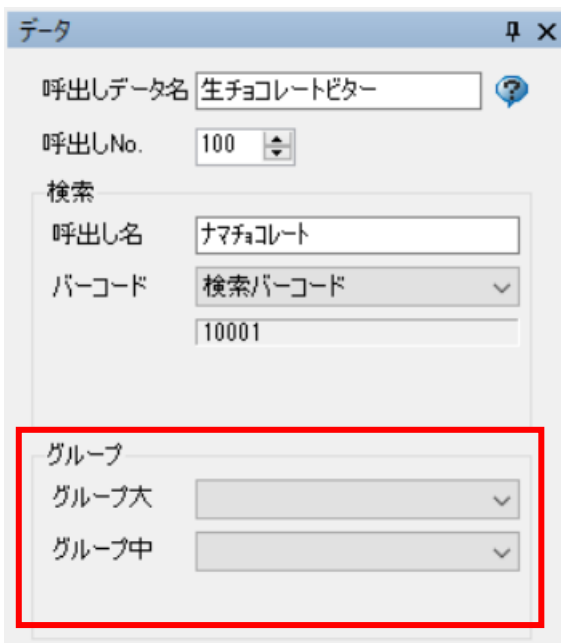 データ
呼出しデータ名 生チョコレートビター
呼出しNo. 100
検索
呼出し名 ナマチョコレート
バーコード 検索バーコード
10001
グループ
グループ大
グループ中